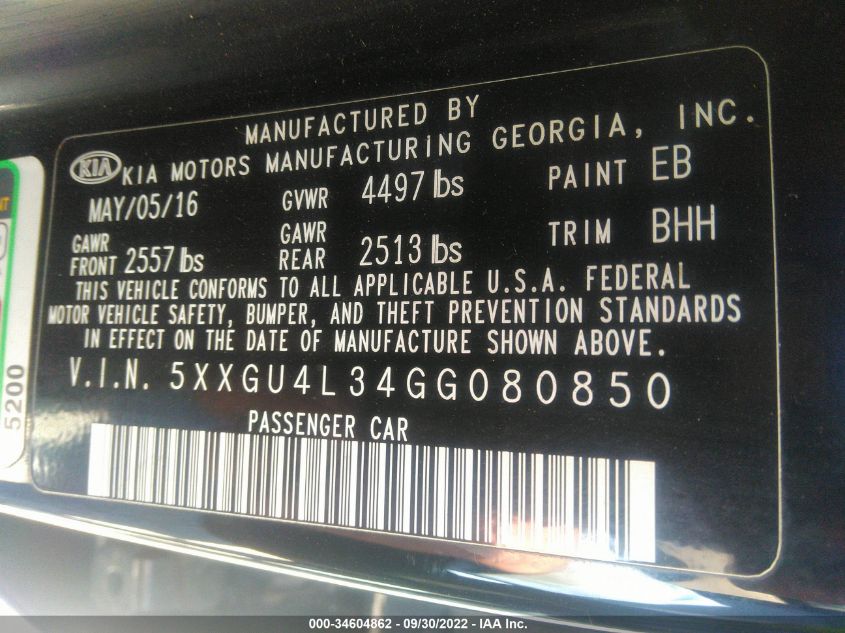 MANUFACTURED BY
KIA KIA MOTORS MANUFACTURING GEORGIA, INC.
MAY/05/16 GVWR 4497 lbs PAINT EB
GAWR FRONT 2557 lbs GAWR REAR 2513 lbs TRIM BHH
THIS VEHICLE CONFORMS TO ALL APPLICABLE U.S.A. FEDERAL
MOTOR VEHICLE SAFETY, BUMPER, AND THEFT PREVENTION STANDARDS
IN EFFECT ON THE DATE OF MANUFACTURE SHOWN ABOVE.
V.I.N. 5XXGU4L34GG080850
PASSENGER CAR
5200
000-34604862 - 09/30/2022 - IAA Inc.